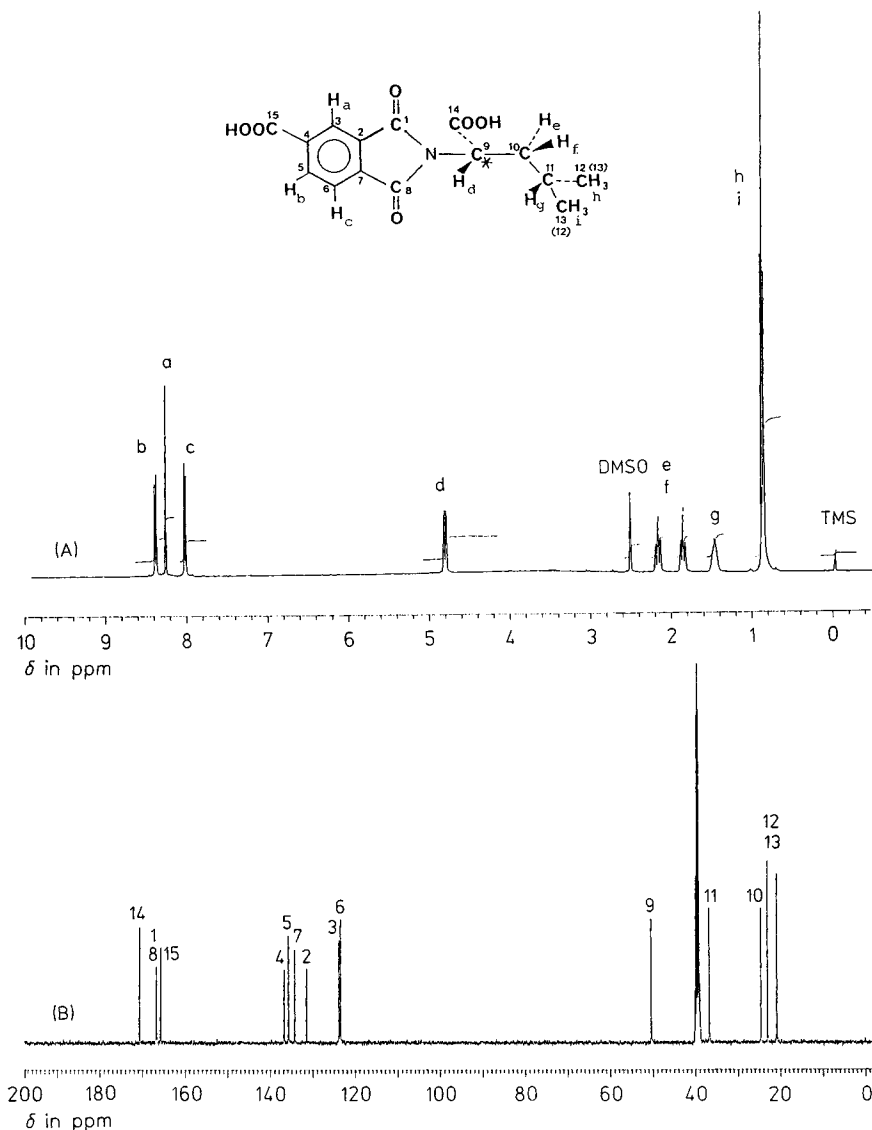 H a
O
15
HOOC
3
4
2
C 1
14
COOH
H e
H f
5
6
7
N
C 9
*
10
H d
C 8
H b
H c
O
11
C
12 (13)
CH3
h
H g
13
CH3
(12)
i
h
i
a
b
c
d
DMSO
e
f
g
TMS
(A)
10 9 8 7 6 5 4 3 2 1 0
δ in ppm
14
1
8
15
5
4
7
2
6
3
9
11
10
12
13
(B)
200 180 160 140 120 100 80 60 40 20 0
δ in ppm